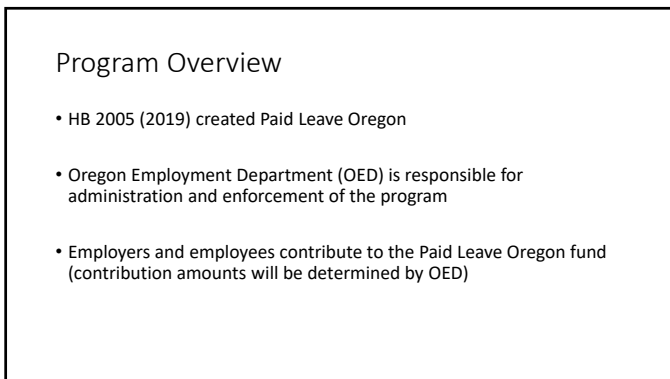 Program Overview
• HB 2005 (2019) created Paid Leave Oregon
• Oregon Employment Department (OED) is responsible for
administration and enforcement of the program
• Employers and employees contribute to the Paid Leave Oregon fund
(contribution amounts will be determined by OED)